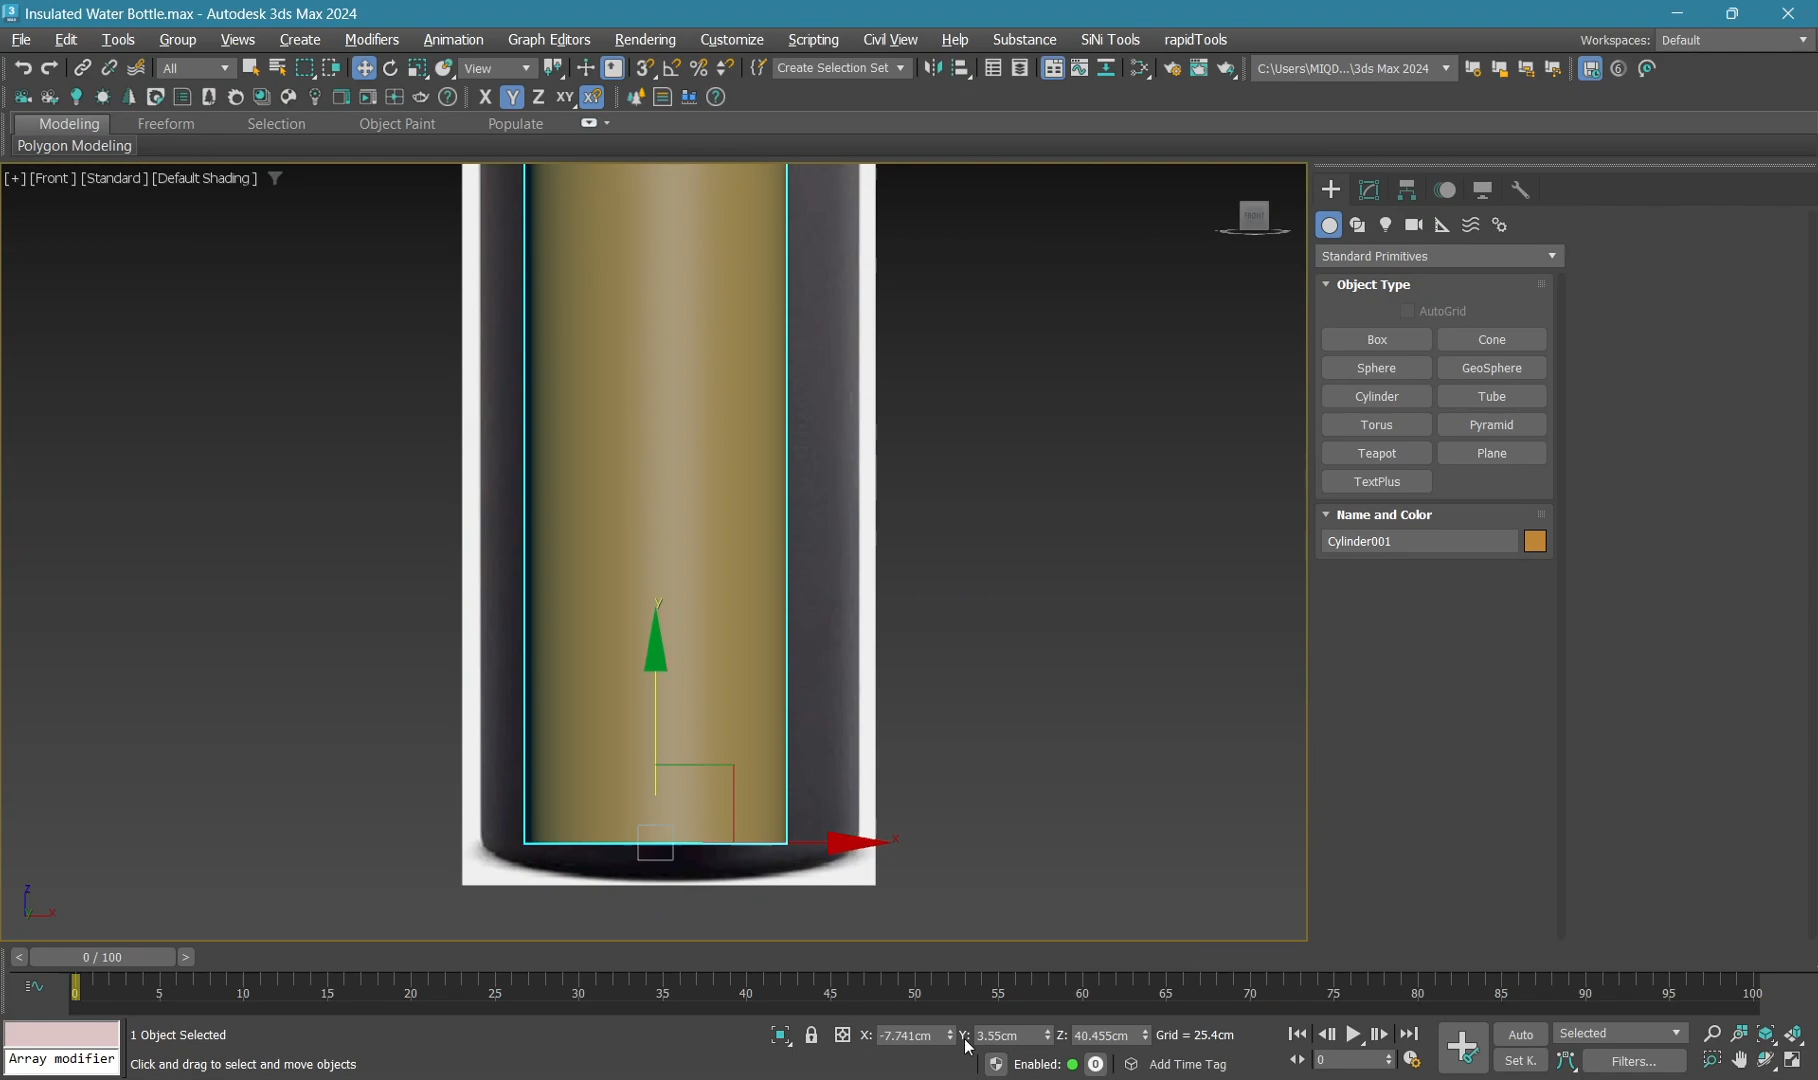 Insulated Water Bottle.max - Autodesk 3ds Max 2024
File Edit Tools Group Views Create Modifiers Animation Graph Editors Rendering Customize Scripting Civil View Help Substance SiNi Tools rapidTools Workspaces: Default
All View Create Selection Set C:\Users\MIQD...\3ds Max 2024
X Y Z XY
Modeling Freeform Selection Object Paint Populate
Polygon Modeling
[+] [Front ] [Standard ] [Default Shading ]
FRONT
Standard Primitives
Object Type
AutoGrid
Box Cone
Sphere GeoSphere
Cylinder Tube
Torus Pyramid
Teapot Plane
TextPlus
Name and Color
Cylinder001
y
x
z
y x
< 0 / 100 >
0 5 10 15 20 25 30 35 40 45 50 55 60 65 70 75 80 85 90 95 100
1 Object Selected X: -7.741cm Y: 3.55cm Z: 40.455cm Grid = 25.4cm Auto Selected
Array modifier Click and drag to select and move objects Enabled: 0 Add Time Tag 0 Set K. Filters...